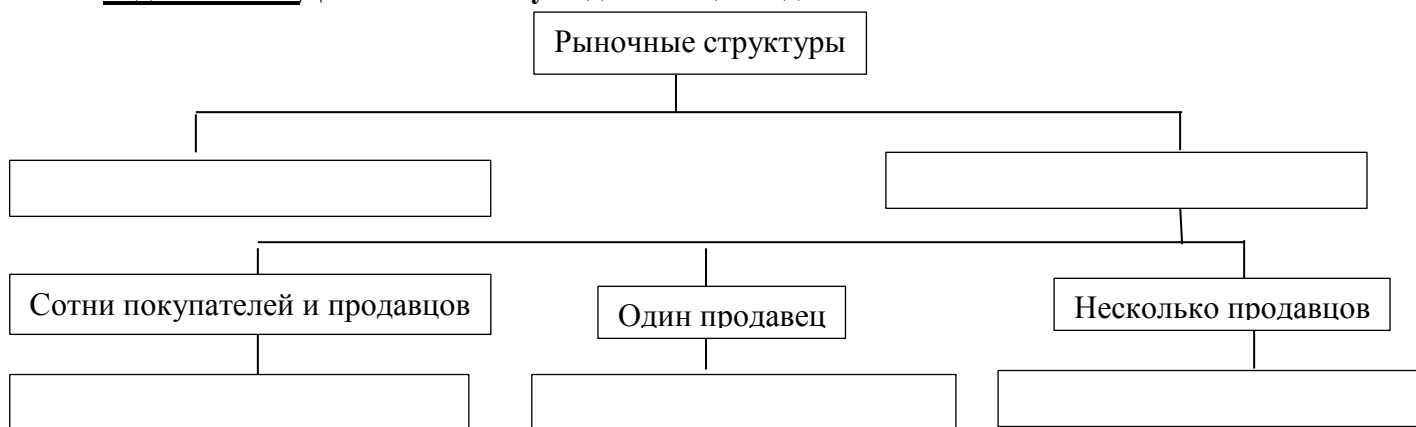 Рыночные структуры
Сотни покупателей и продавцов
Один продавец
Несколько продавцов